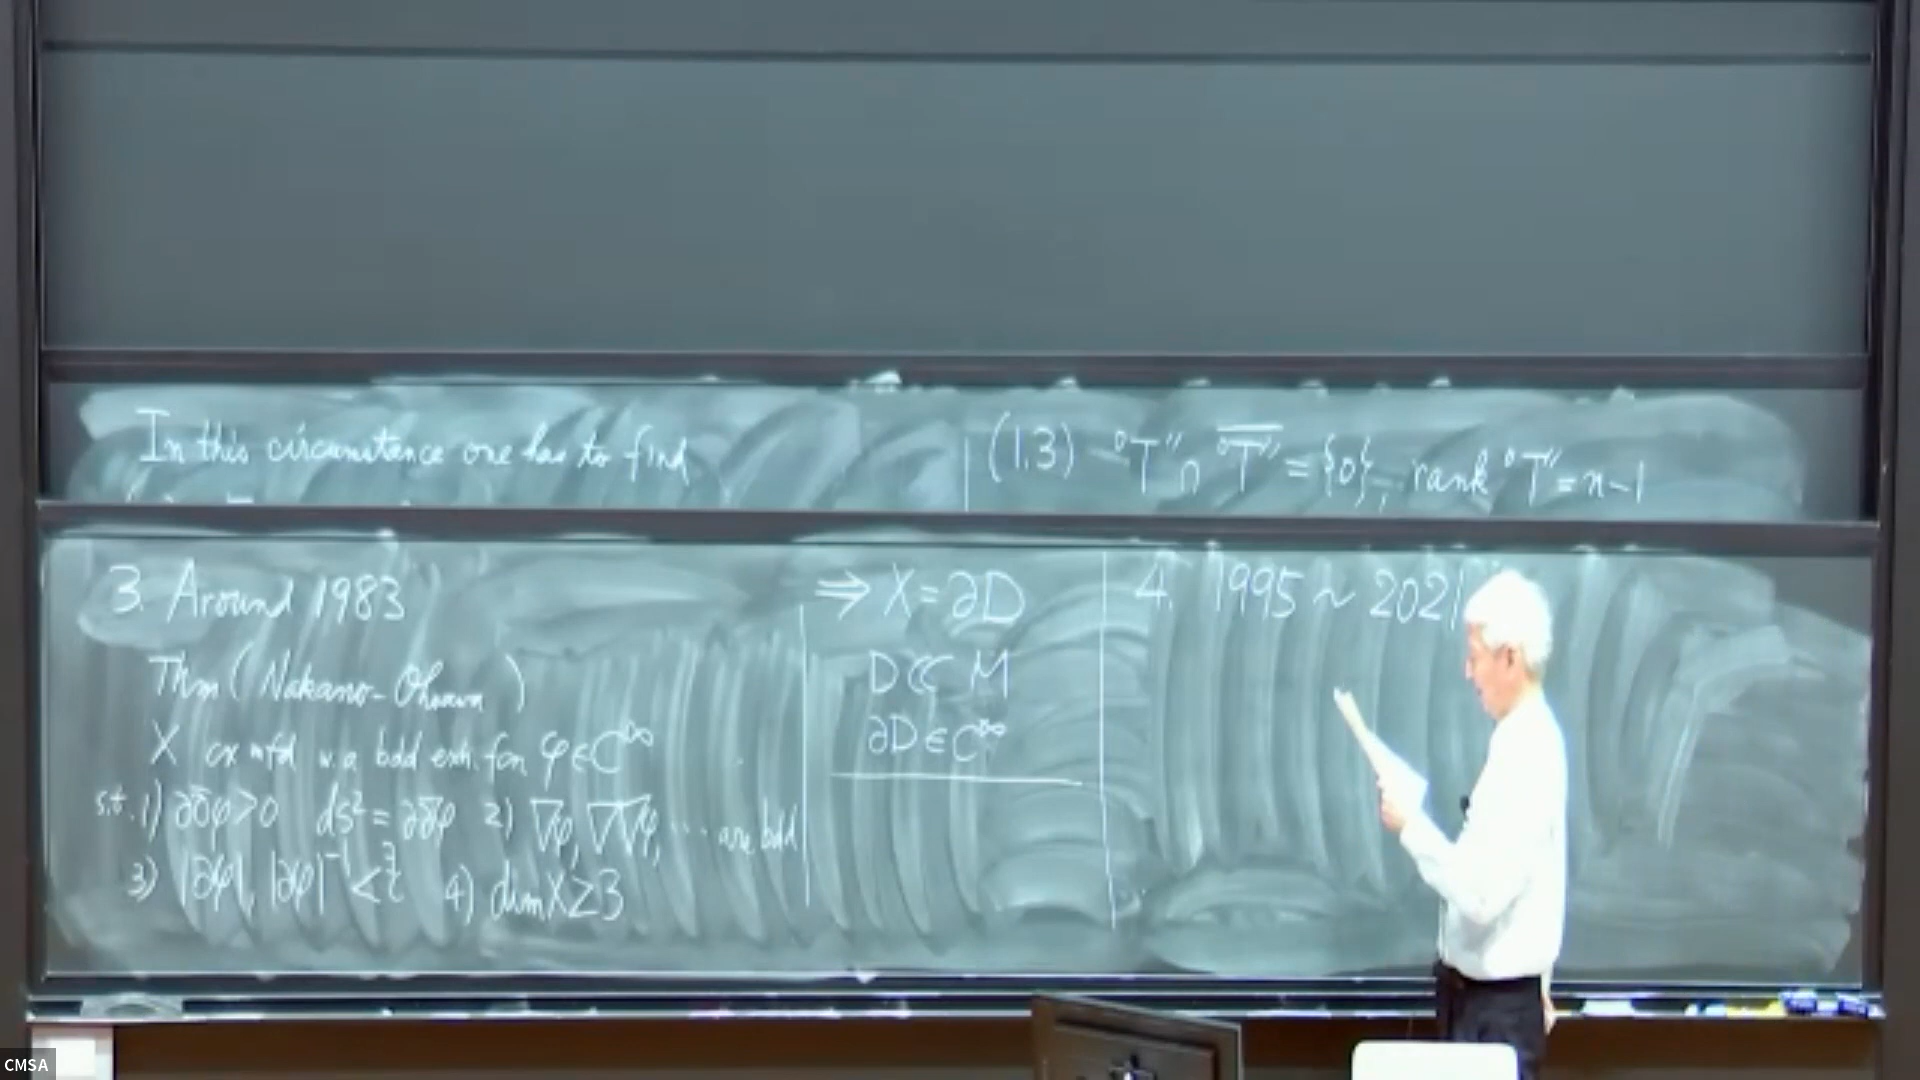 In this circumstance one has to find
(1.3) °T″ ∩ \overline{°T″} = {0}, rank °T″ = n-1
3. Around 1983
Thm (Nakano-Ohsawa)
X cx mfd w. a bdd exh. fcn φ ∈ C^∞
s.t. 1) ∂∂̄φ > 0 ds² = ∂∂̄φ 2) ∇φ, ∇∇φ, ··· are bdd
3) |∂φ|, |∂φ|⁻¹ <
4) dim X ≥ 3
⇒ X = ∂D
D ⊂⊂ M
∂D ∈ C^∞
4. 1995 ~ 2021
CMSA